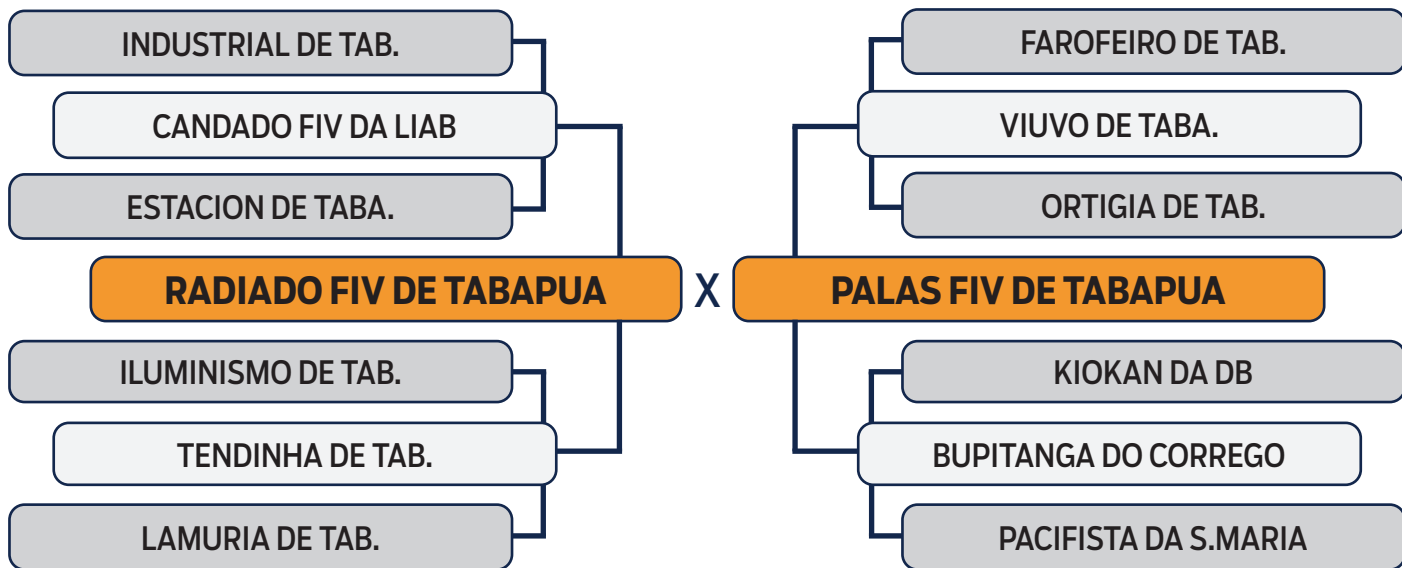 INDUSTRIAL DE TAB.
CANDADO FIV DA LIAB
ESTACION DE TABA.
RADIADO FIV DE TABAPUA
ILUMINISMO DE TAB.
TENDINHA DE TAB.
LAMURIA DE TAB.
X
FAROFEIRO DE TAB.
VIUVO DE TABA.
ORTIGIA DE TAB.
PALAS FIV DE TABAPUA
KIOKAN DA DB
BUPITANGA DO CORREGO
PACIFISTA DA S.MARIA